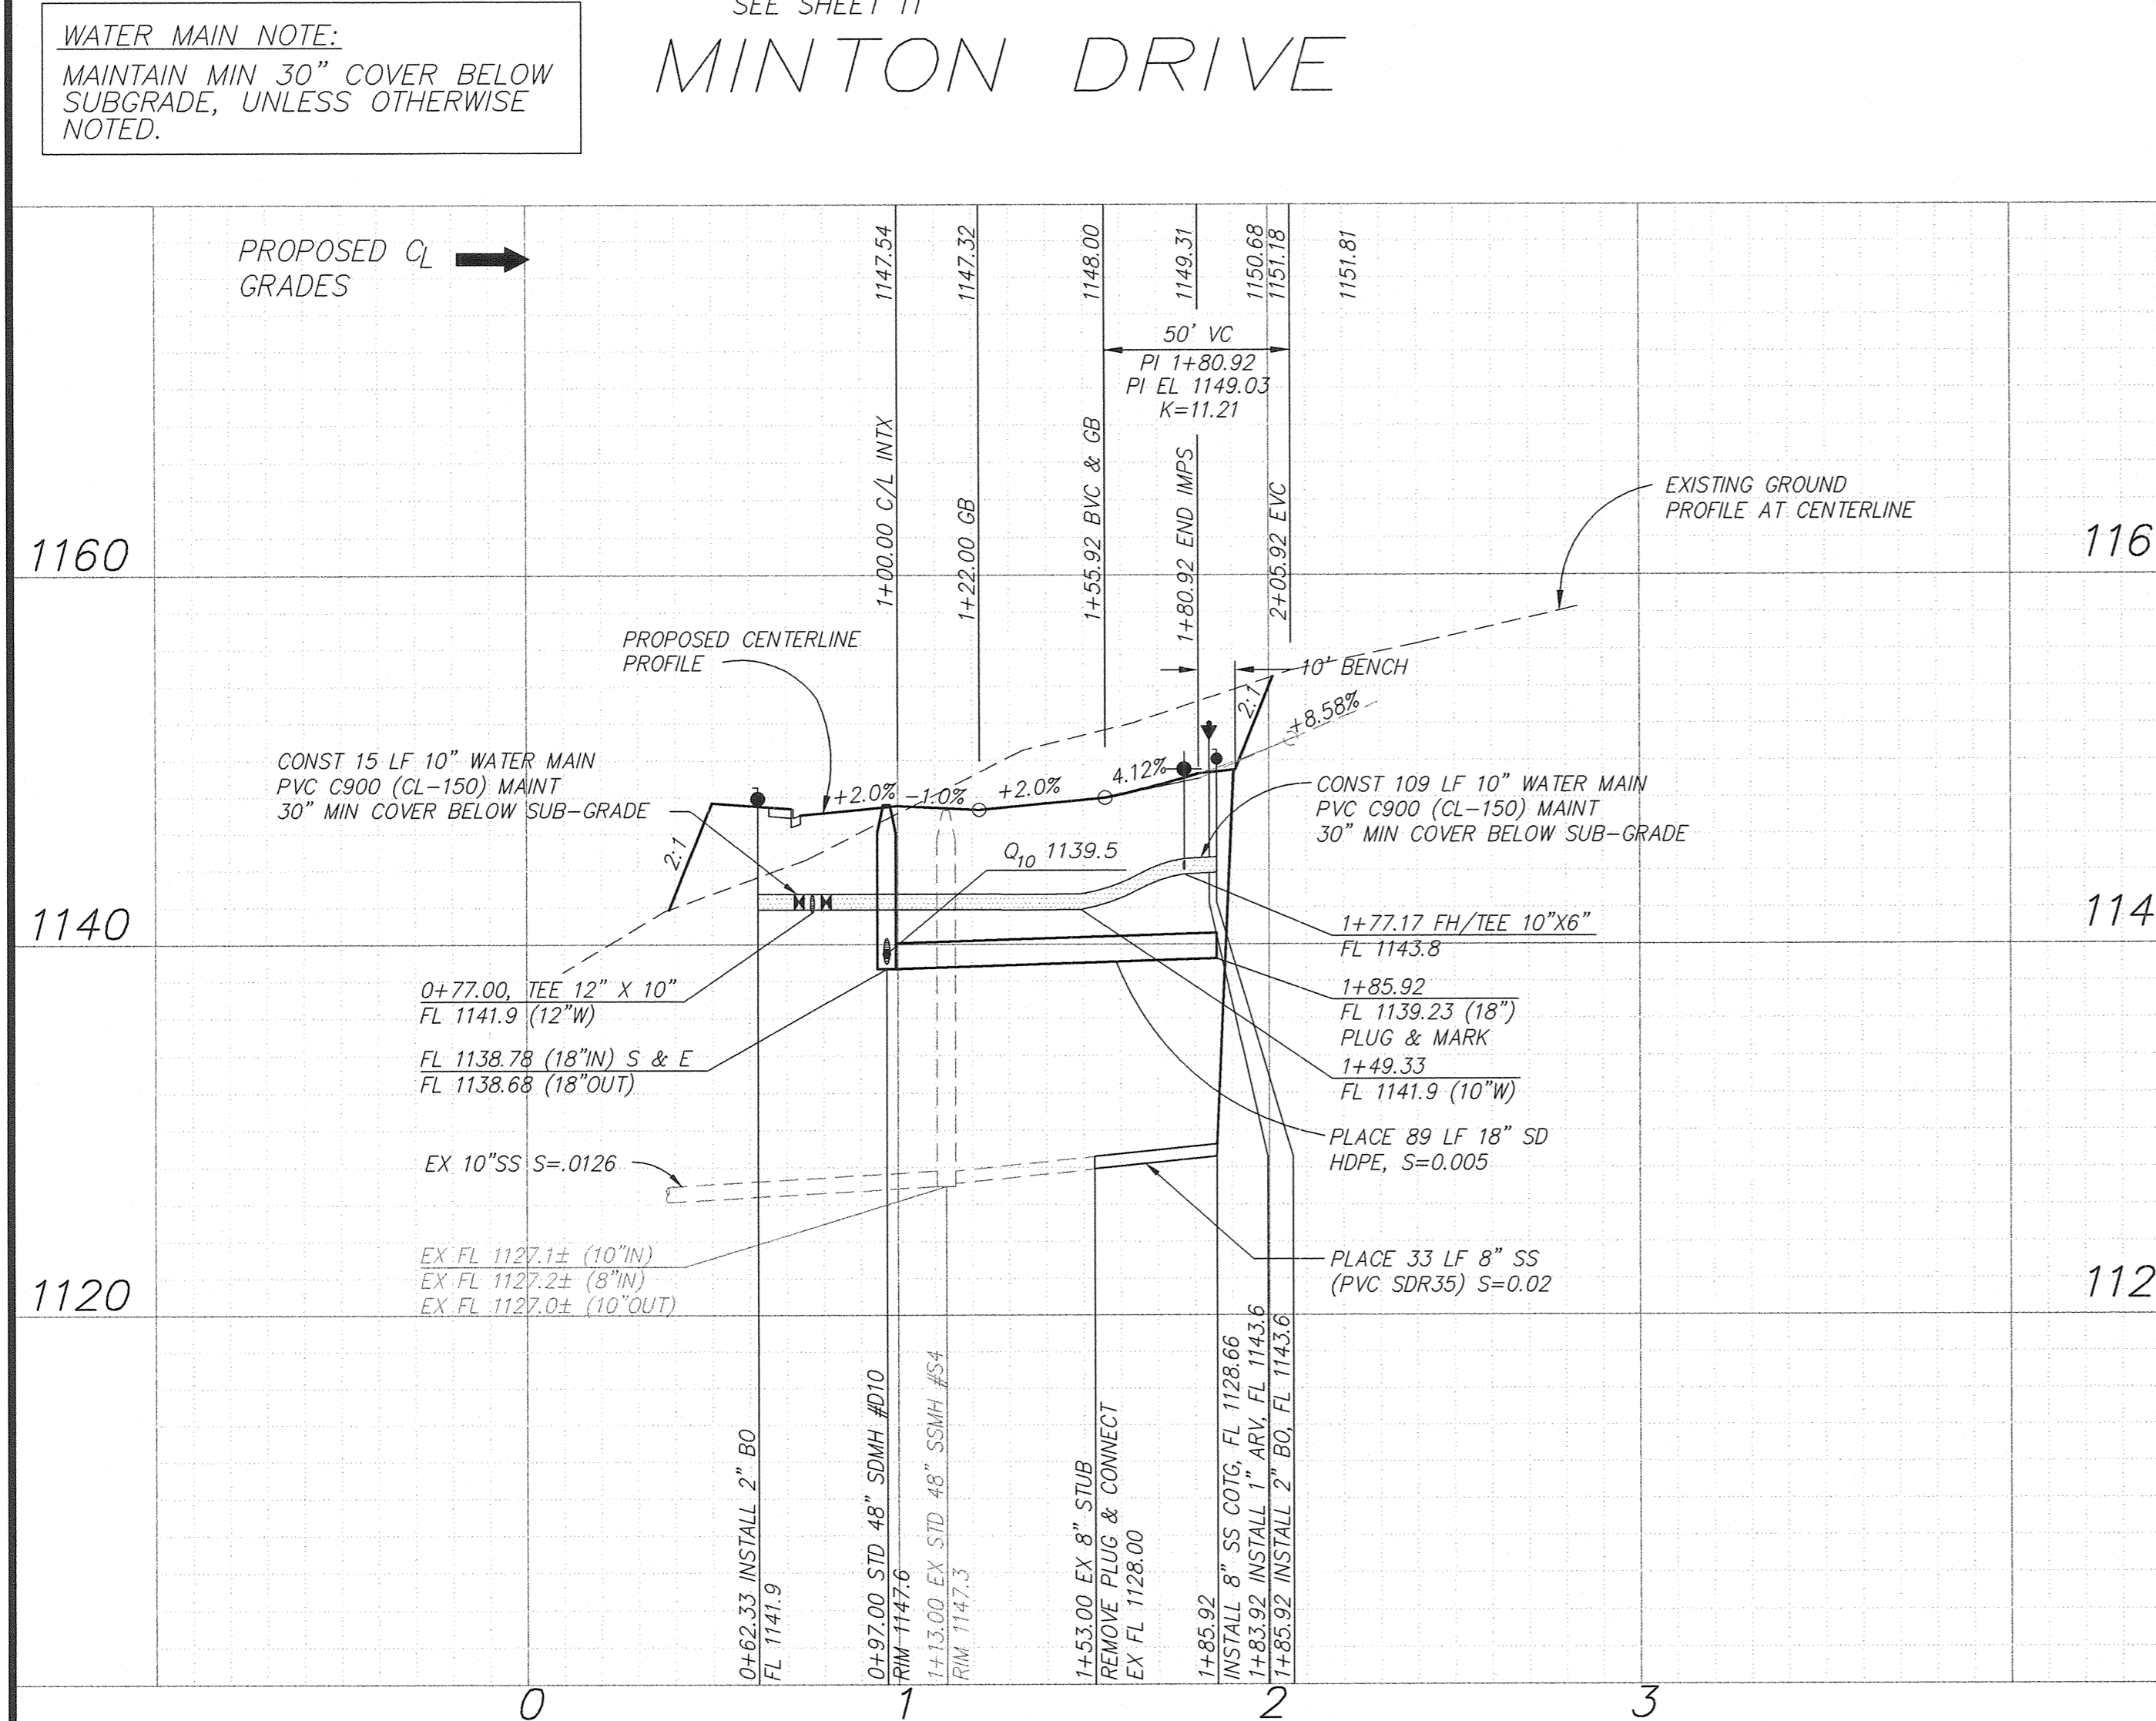 SEE SHEET 11
WATER MAIN NOTE:
MAINTAIN MIN 30" COVER BELOW
SUBGRADE, UNLESS OTHERWISE
NOTED.
MINTON DRIVE
PROPOSED CL
GRADES
1147.54
1147.32
1148.00
1149.31
1150.68
1151.18
1151.81
50' VC
PI 1+80.92
PI EL 1149.03
K=11.21
1+00.00 C/L INTX
1+22.00 GB
1+55.92 BVC & GB
1+80.92 END IMPS
2+05.92 EVC
EXISTING GROUND
PROFILE AT CENTERLINE
1160
116
PROPOSED CENTERLINE
PROFILE
10' BENCH
2:1
+8.58%
CONST 15 LF 10" WATER MAIN
PVC C900 (CL-150) MAINT
30" MIN COVER BELOW SUB-GRADE
+2.0%
-1.0%
+2.0%
4.12%
CONST 109 LF 10" WATER MAIN
PVC C900 (CL-150) MAINT
30" MIN COVER BELOW SUB-GRADE
2:1
Q10 1139.5
1140
114
1+77.17 FH/TEE 10"X6"
FL 1143.8
0+77.00, TEE 12" X 10"
FL 1141.9 (12"W)
1+85.92
FL 1139.23 (18")
PLUG & MARK
FL 1138.78 (18"IN) S & E
FL 1138.68 (18"OUT)
1+49.33
FL 1141.9 (10"W)
PLACE 89 LF 18" SD
HDPE, S=0.005
EX 10"SS S=.0126
EX FL 1127.1± (10"IN)
EX FL 1127.2± (8"IN)
EX FL 1127.0± (10"OUT)
PLACE 33 LF 8" SS
(PVC SDR35) S=0.02
1120
112
0+62.33 INSTALL 2" BO
FL 1141.9
0+97.00 STD 48" SDMH #D10
RIM 1147.6
1+13.00 EX STD 48" SSMH #S4
RIM 1147.3
1+53.00 EX 8" STUB
REMOVE PLUG & CONNECT
EX FL 1128.00
1+85.92
INSTALL 8" SS COTG, FL 1128.66
1+83.92 INSTALL 1" ARV, FL 1143.6
1+85.92 INSTALL 2" BO, FL 1143.6
0
1
2
3